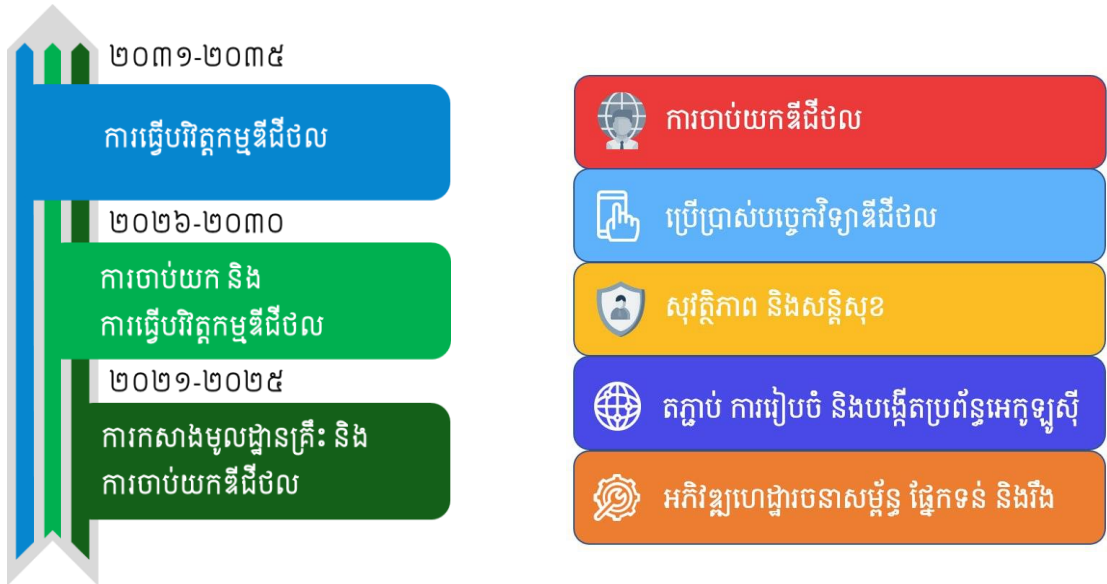 ២០៣១-២០៣៥
ការធ្វើបរិវត្តកម្មឌីជីថល
២០២៦-២០៣០
ការចាប់យក និង
ការធ្វើបរិវត្តកម្មឌីជីថល
២០២១-២០២៥
ការកសាងមូលដ្ឋានគ្រឹះ និង
ការចាប់យកឌីជីថល
ការចាប់យកឌីជីថល
ប្រើប្រាស់បច្ចេកវិទ្យាឌីជីថល
សុវត្ថិភាព និងសន្តិសុខ
តភ្ជាប់ ការរៀបចំ និងបង្កើតប្រព័ន្ធអេកូឡូស៊ី
អភិវឌ្ឍហេដ្ឋារចនាសម្ព័ន្ធ ផ្នែកទន់ និងរឹង